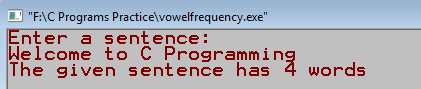 "F:\C Programs Practice\vowelfrequency.exe"
Enter a sentence:
Welcome to C Programming
The given sentence has 4 words